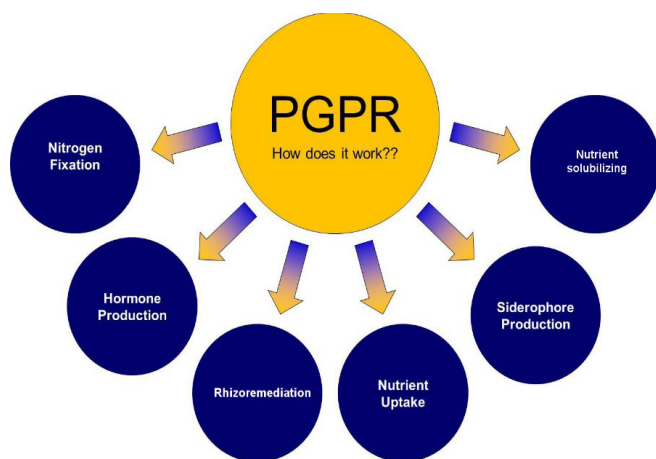 PGPR
How does it work??
Nitrogen
Fixation
Nutrient
solubilizing
Hormone
Production
Siderophore
Production
Rhizoremediation
Nutrient
Uptake